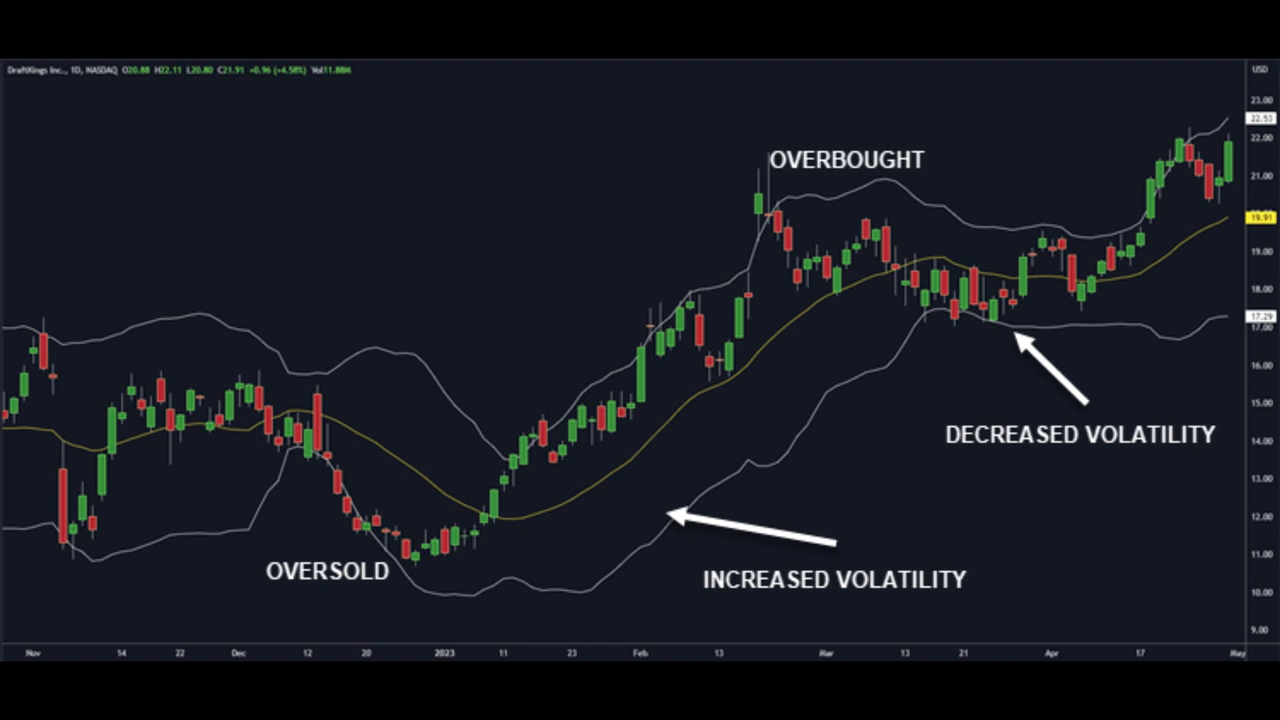 DraftKings Inc., 1D, NASDAQ O20.88 H22.11 L20.80 C21.91 +0.96 (+4.58%) Vol11.88M
USD
23.00
22.53
22.00
OVERBOUGHT
21.00
19.91
19.00
18.00
17.29
17.00
16.00
15.00
DECREASED VOLATILITY
14.00
13.00
12.00
11.00
OVERSOLD
INCREASED VOLATILITY
10.00
9.00
Nov 14 22 Dec 12 20 2023 11 23 Feb 13 Mar 13 21 Apr 17 May